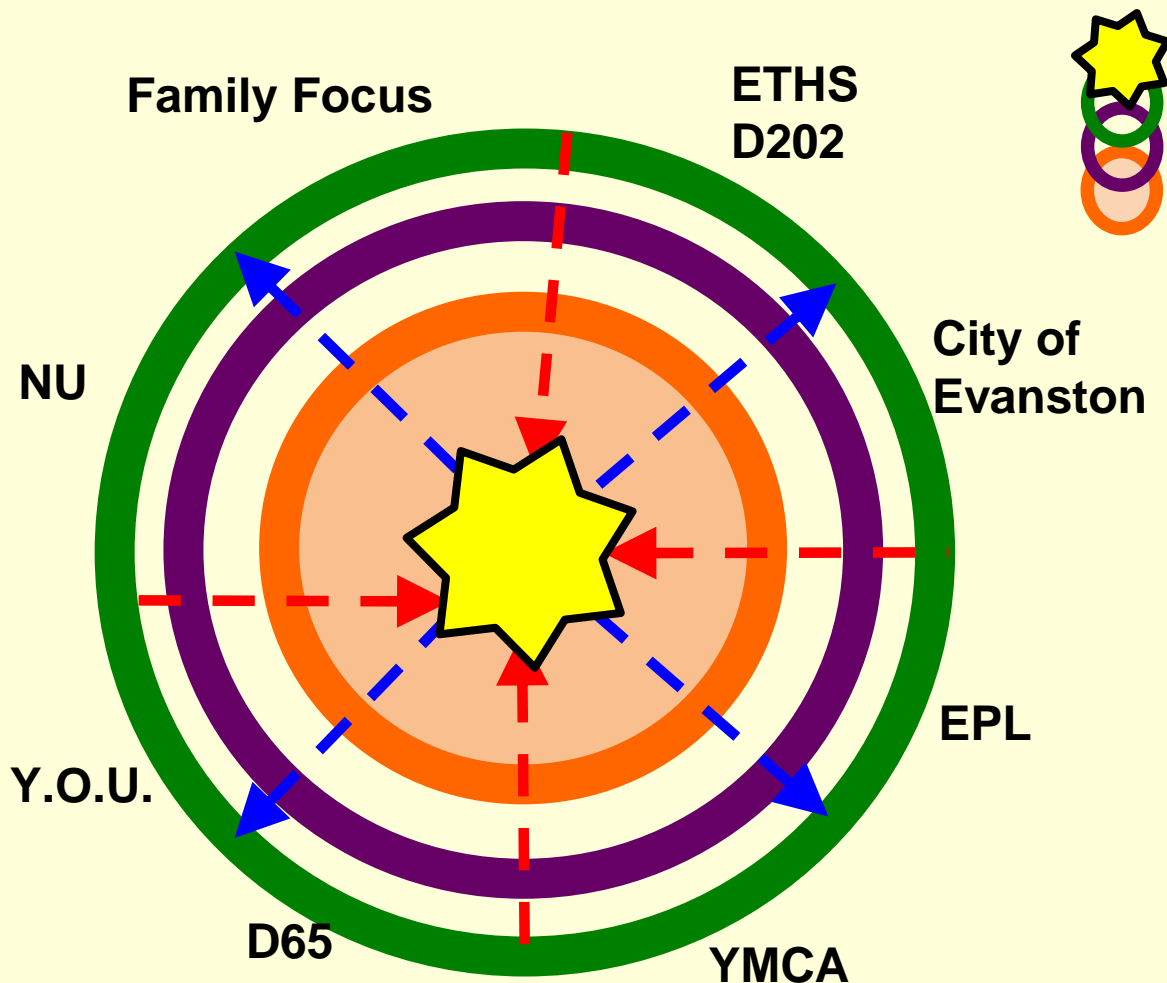 Family Focus
ETHS
D202
City of
Evanston
NU
EPL
Y.O.U.
D65
YMCA